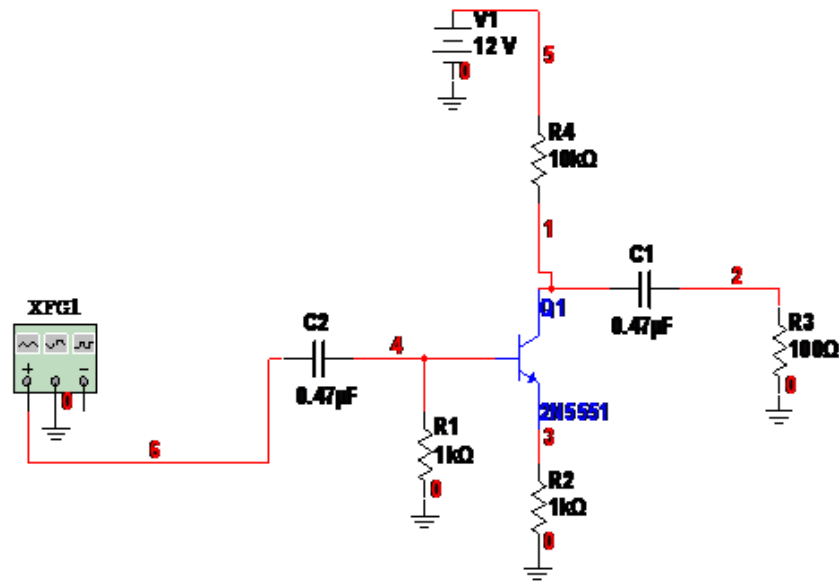 V1
12 V
0
5
R4
10kΩ
1
C1
2
XFG1
Q1
0.47µF
R3
100Ω
0
C2
4
+
−
0
0.47µF
2N5551
3
R1
1kΩ
0
6
R2
1kΩ
0